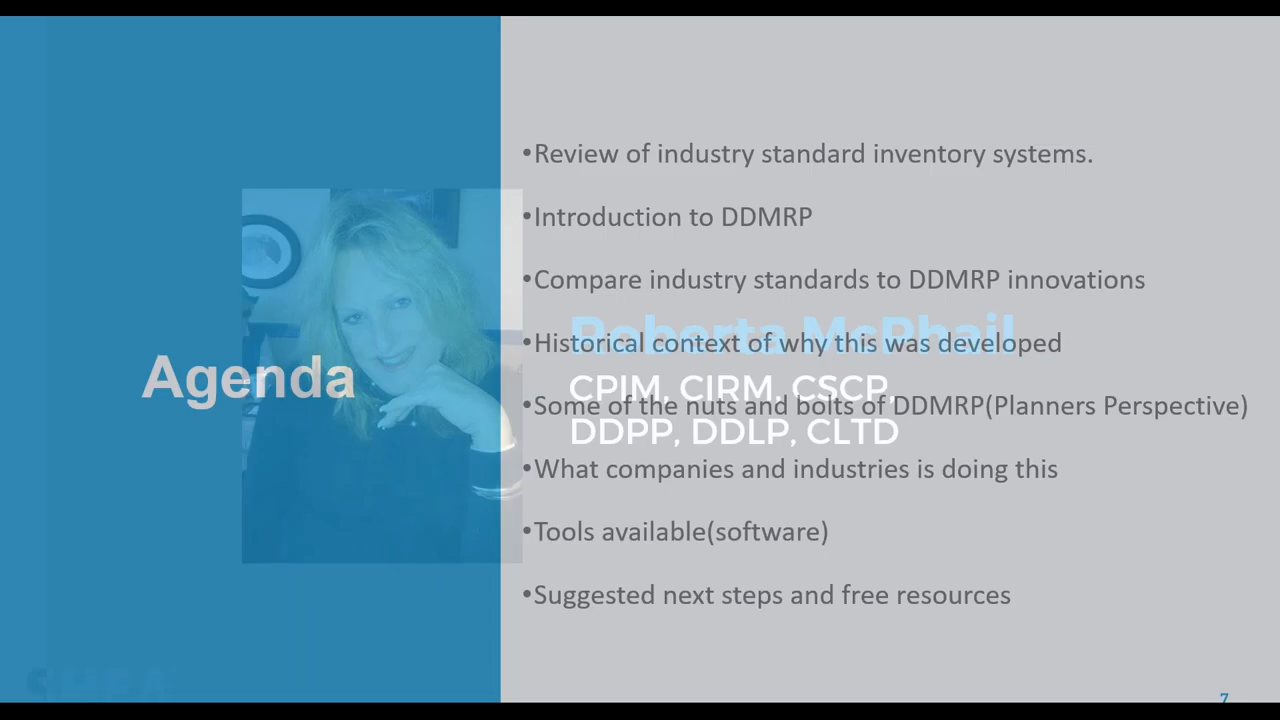 Agenda
•Review of industry standard inventory systems.
•Introduction to DDMRP
•Compare industry standards to DDMRP innovations
Roberta McPhail
•Historical context of why this was developed
CPIM, CIRM, CSCP,
•Some of the nuts and bolts of DDMRP(Planners Perspective)
DDPP, DDLP, CLTD
•What companies and industries is doing this
•Tools available(software)
•Suggested next steps and free resources
7